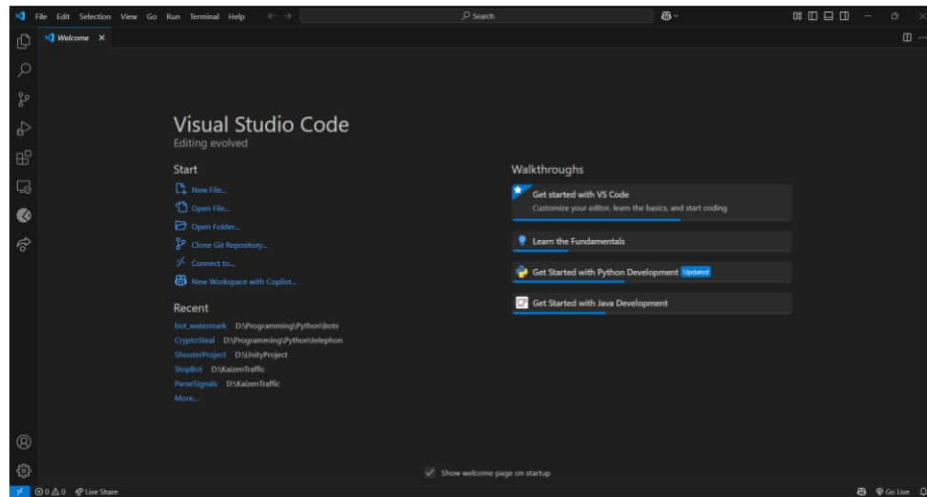 File Edit Selection View Go Run Terminal Help
Search
Welcome
Visual Studio Code
Editing evolved
Start
New File...
Open File...
Open Folder...
Clone Git Repository...
Connect to...
New Workspace with Copilot...
Recent
bot_watermark D:\Programming\Python\bots
CryptoSteal D:\Programming\Python\telephon
ShooterProject D:\UnityProject
StopBot D:\KaizenTraffic
ParseSignals D:\KaizenTraffic
More...
Walkthroughs
Get started with VS Code
Customize your editor, learn the basics, and start coding
Learn the Fundamentals
Get Started with Python Development Updated
Get Started with Java Development
Show welcome page on startup
0 0 Live Share
Go Live